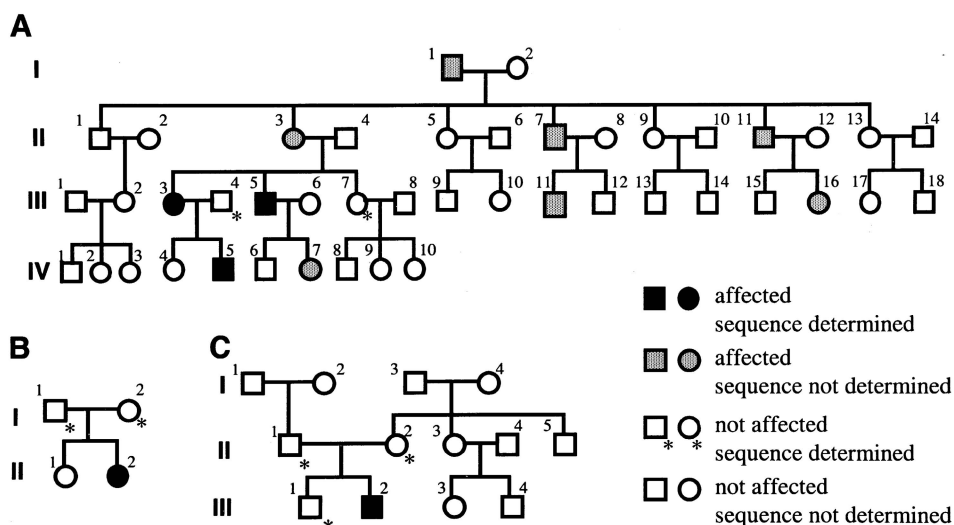 A
I
1 2
II
1 2 3 4 5 6 7 8 9 10 11 12 13 14
III
1 2 3 4 5 6 7 8 9 10 11 12 13 14 15 16 17 18
* *
IV
1 2 3 4 5 6 7 8 9 10
B
I
1 2
* *
II
1 2
C
I
1 2 3 4
II
1 2 3 4 5
* *
III
1 2 3 4
*
affected
sequence determined
affected
sequence not determined
not affected
* * sequence determined
not affected
sequence not determined